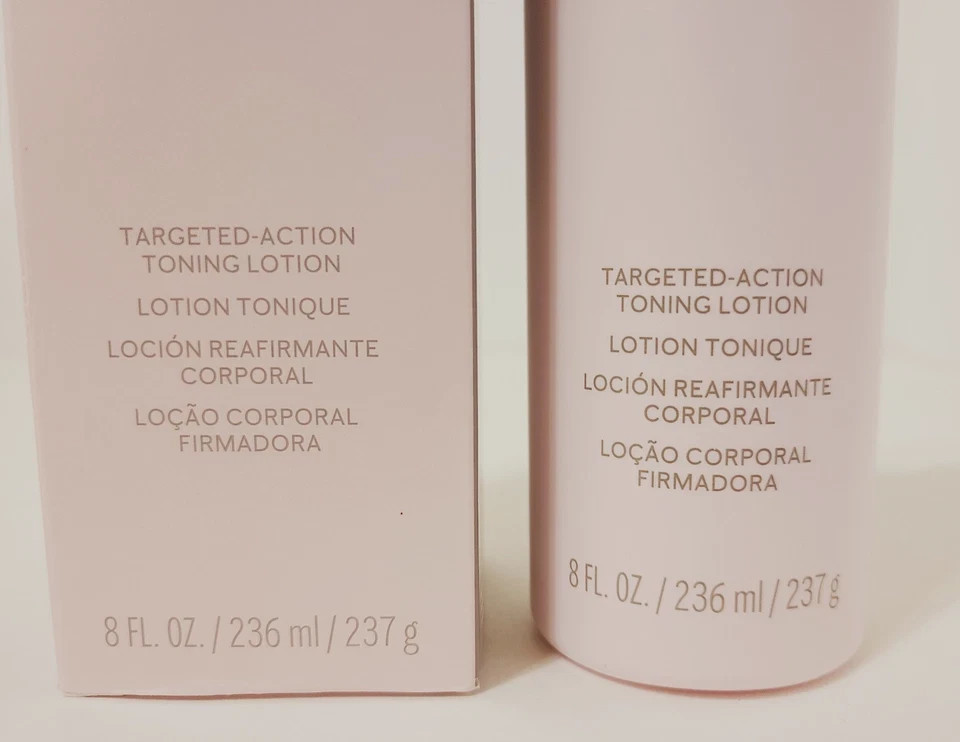 TARGETED-ACTION
TONING LOTION
LOTION TONIQUE
LOCIÓN REAFIRMANTE
CORPORAL
LOÇÃO CORPORAL
FIRMADORA
8 FL. OZ. / 236 ml / 237 g
TARGETED-ACTION
TONING LOTION
LOTION TONIQUE
LOCIÓN REAFIRMANTE
CORPORAL
LOÇÃO CORPORAL
FIRMADORA
8 FL. OZ. / 236 ml / 237 g